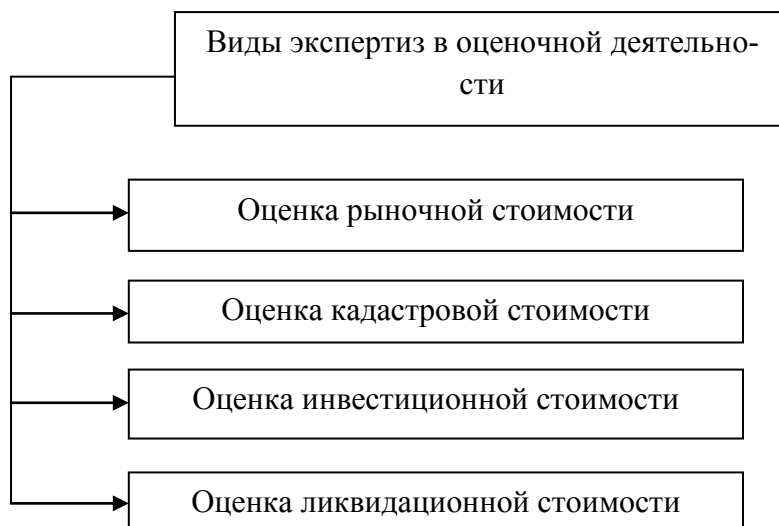 Виды экспертиз в оценочной деятельно-
сти
Оценка рыночной стоимости
Оценка кадастровой стоимости
Оценка инвестиционной стоимости
Оценка ликвидационной стоимости